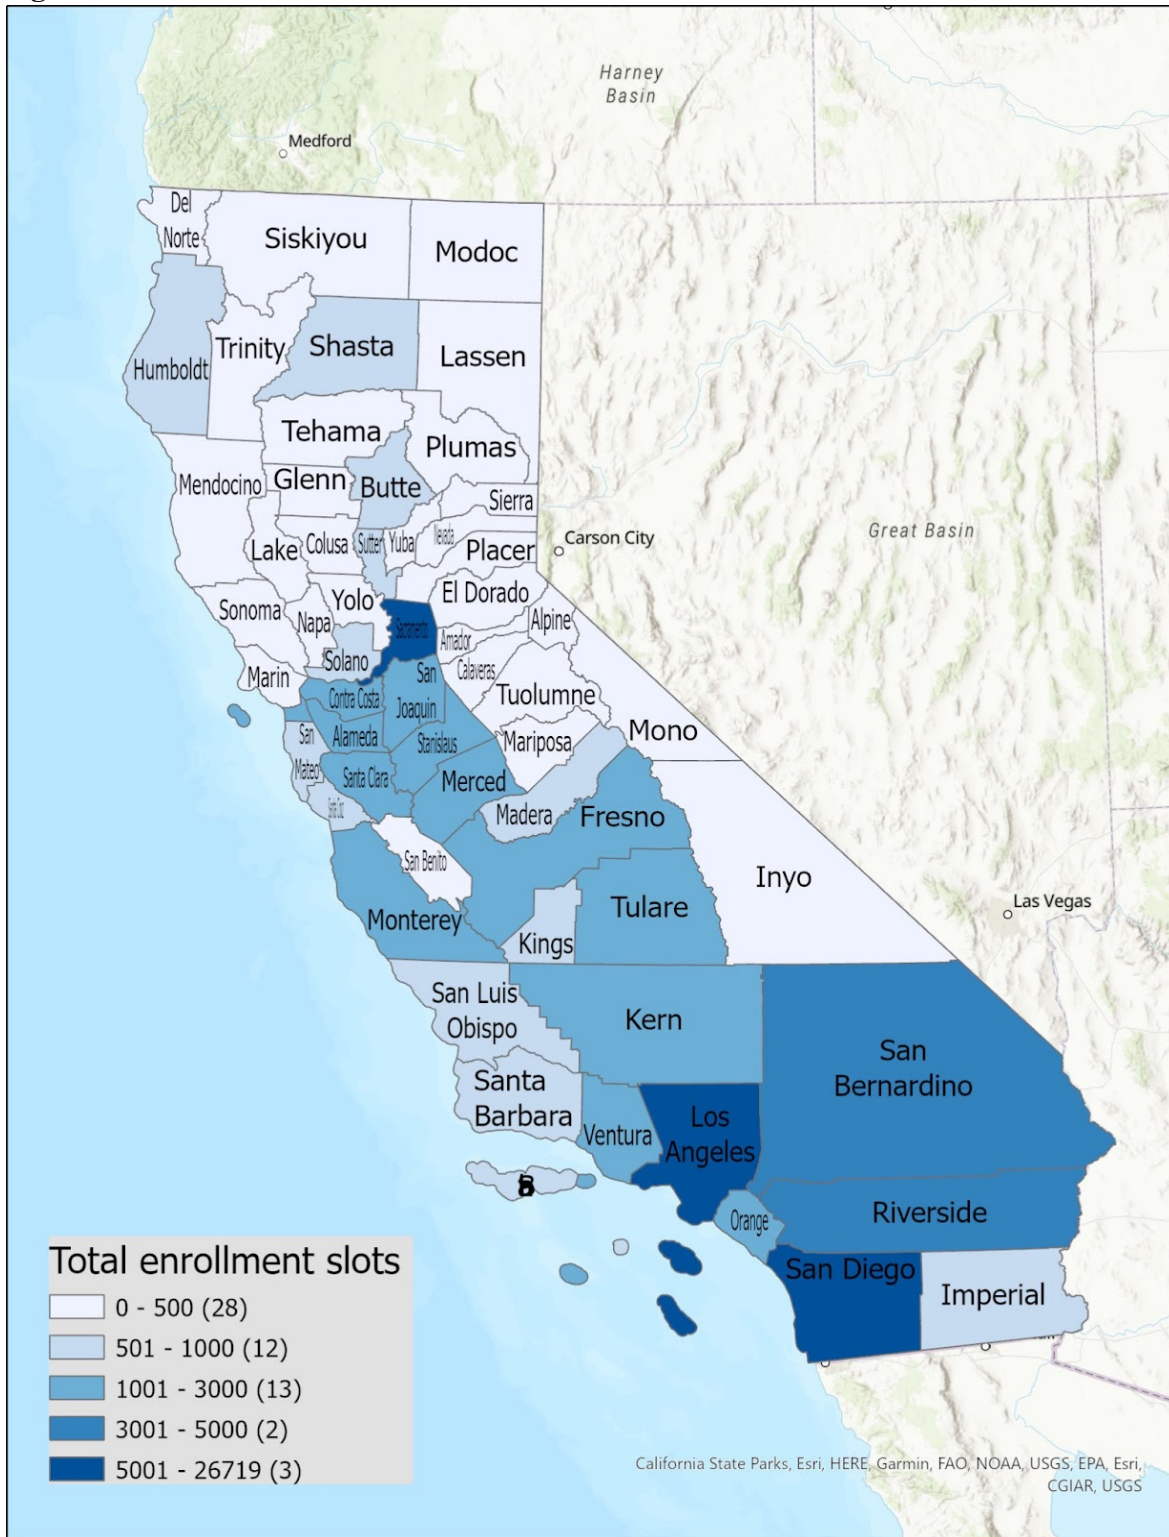 Harney
Basin
Medford
Del
Norte
Siskiyou
Modoc
Humboldt
Trinity
Shasta
Lassen
Tehama
Plumas
Mendocino
Glenn
Butte
Sierra
Lake
Colusa
Sutter
Yuba
Nevada
Placer
Carson City
Great Basin
Sonoma
Napa
Yolo
El Dorado
Sacramento
Alpine
Amador
Marin
Solano
Calaveras
Contra Costa
San
Joaquin
Tuolumne
San
Mateo
Alameda
Stanislaus
Mariposa
Mono
Santa Clara
Merced
Santa Cruz
Madera
Fresno
San Benito
Inyo
Las Vegas
Monterey
Kings
Tulare
San Luis
Obispo
Kern
San
Bernardino
Santa
Barbara
Ventura
Los
Angeles
Orange
Riverside
San Diego
Imperial
Total enrollment slots
0 - 500 (28)
501 - 1000 (12)
1001 - 3000 (13)
3001 - 5000 (2)
5001 - 26719 (3)
California State Parks, Esri, HERE, Garmin, FAO, NOAA, USGS, EPA, Esri,
CGIAR, USGS